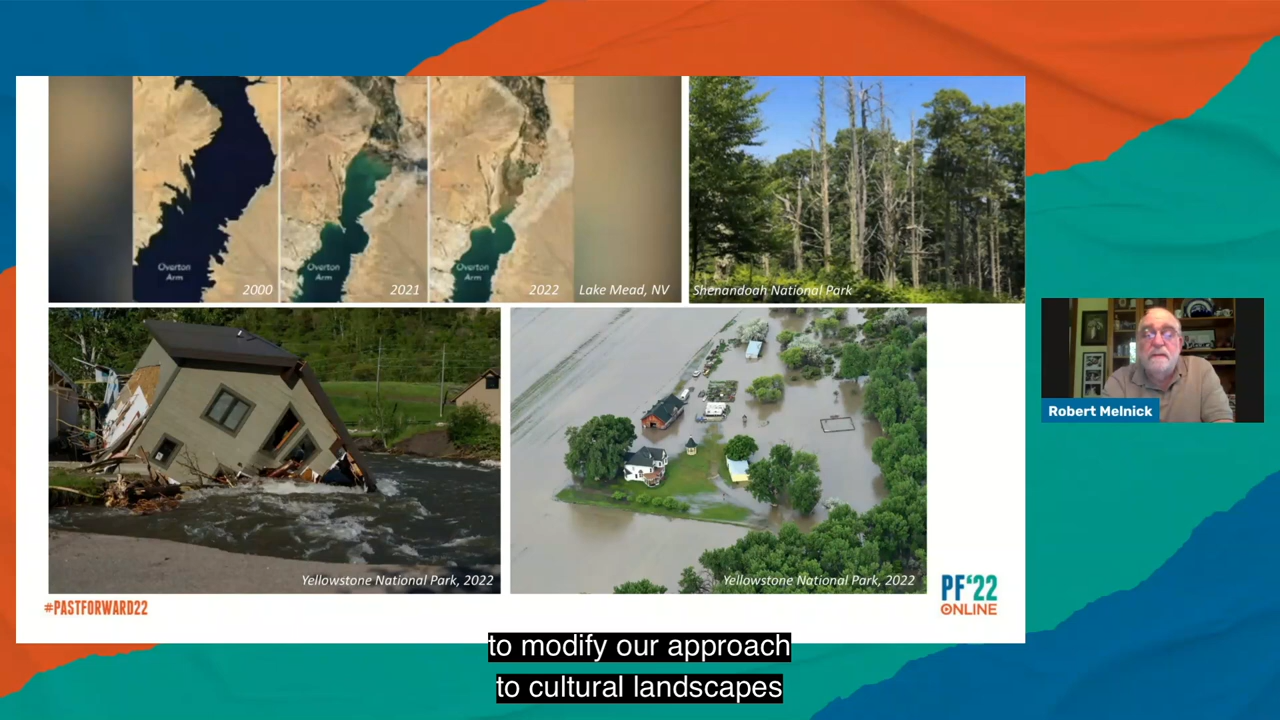 Overton
Arm
2000
Overton
Arm
2021
Overton
Arm
2022
Lake Mead, NV
Shenandoah National Park
Robert Melnick
Yellowstone National Park, 2022
Yellowstone National Park, 2022
#PASTFORWARD22
PF'22
ONLINE
to modify our approach
to cultural landscapes